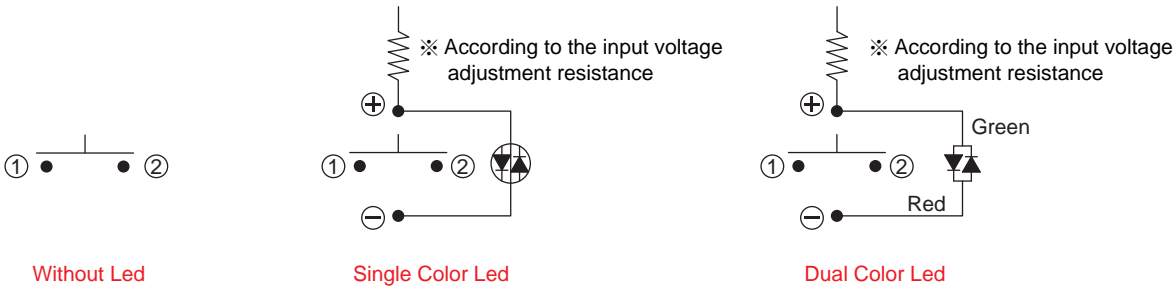 ※ According to the input voltage
adjustment resistance
※ According to the input voltage
adjustment resistance
⊕
⊕
Green
① ②
① ②
① ②
Red
⊖
⊖
Without Led
Single Color Led
Dual Color Led